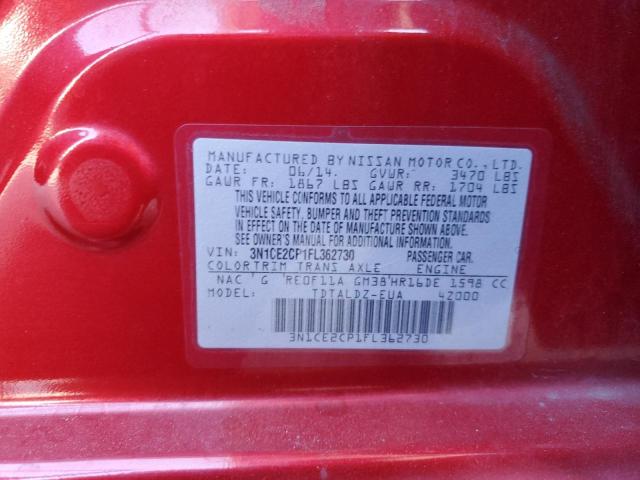 MANUFACTURED BY NISSAN MOTOR CO., LTD.
DATE: 06/14. GVWR: 3470 LBS
GAWR FR: 1867 LBS GAWR RR: 1704 LBS
THIS VEHICLE CONFORMS TO ALL APPLICABLE FEDERAL MOTOR
VEHICLE SAFETY, BUMPER AND THEFT PREVENTION STANDARDS
IN EFFECT ON THE DATE OF MANUFACTURE SHOWN ABOVE.
SEE OWNER'S MANUAL FOR ADDITIONAL INFORMATION.
VIN: 3N1CE2CP1FL362730 PASSENGER CAR.
COLOR TRIM TRANS AXLE ENGINE
NAC G RE0F11A GM38 HR16DE 1598 CC
MODEL: TDTALDZ-EUA 42000
3N1CE2CP1FL362730